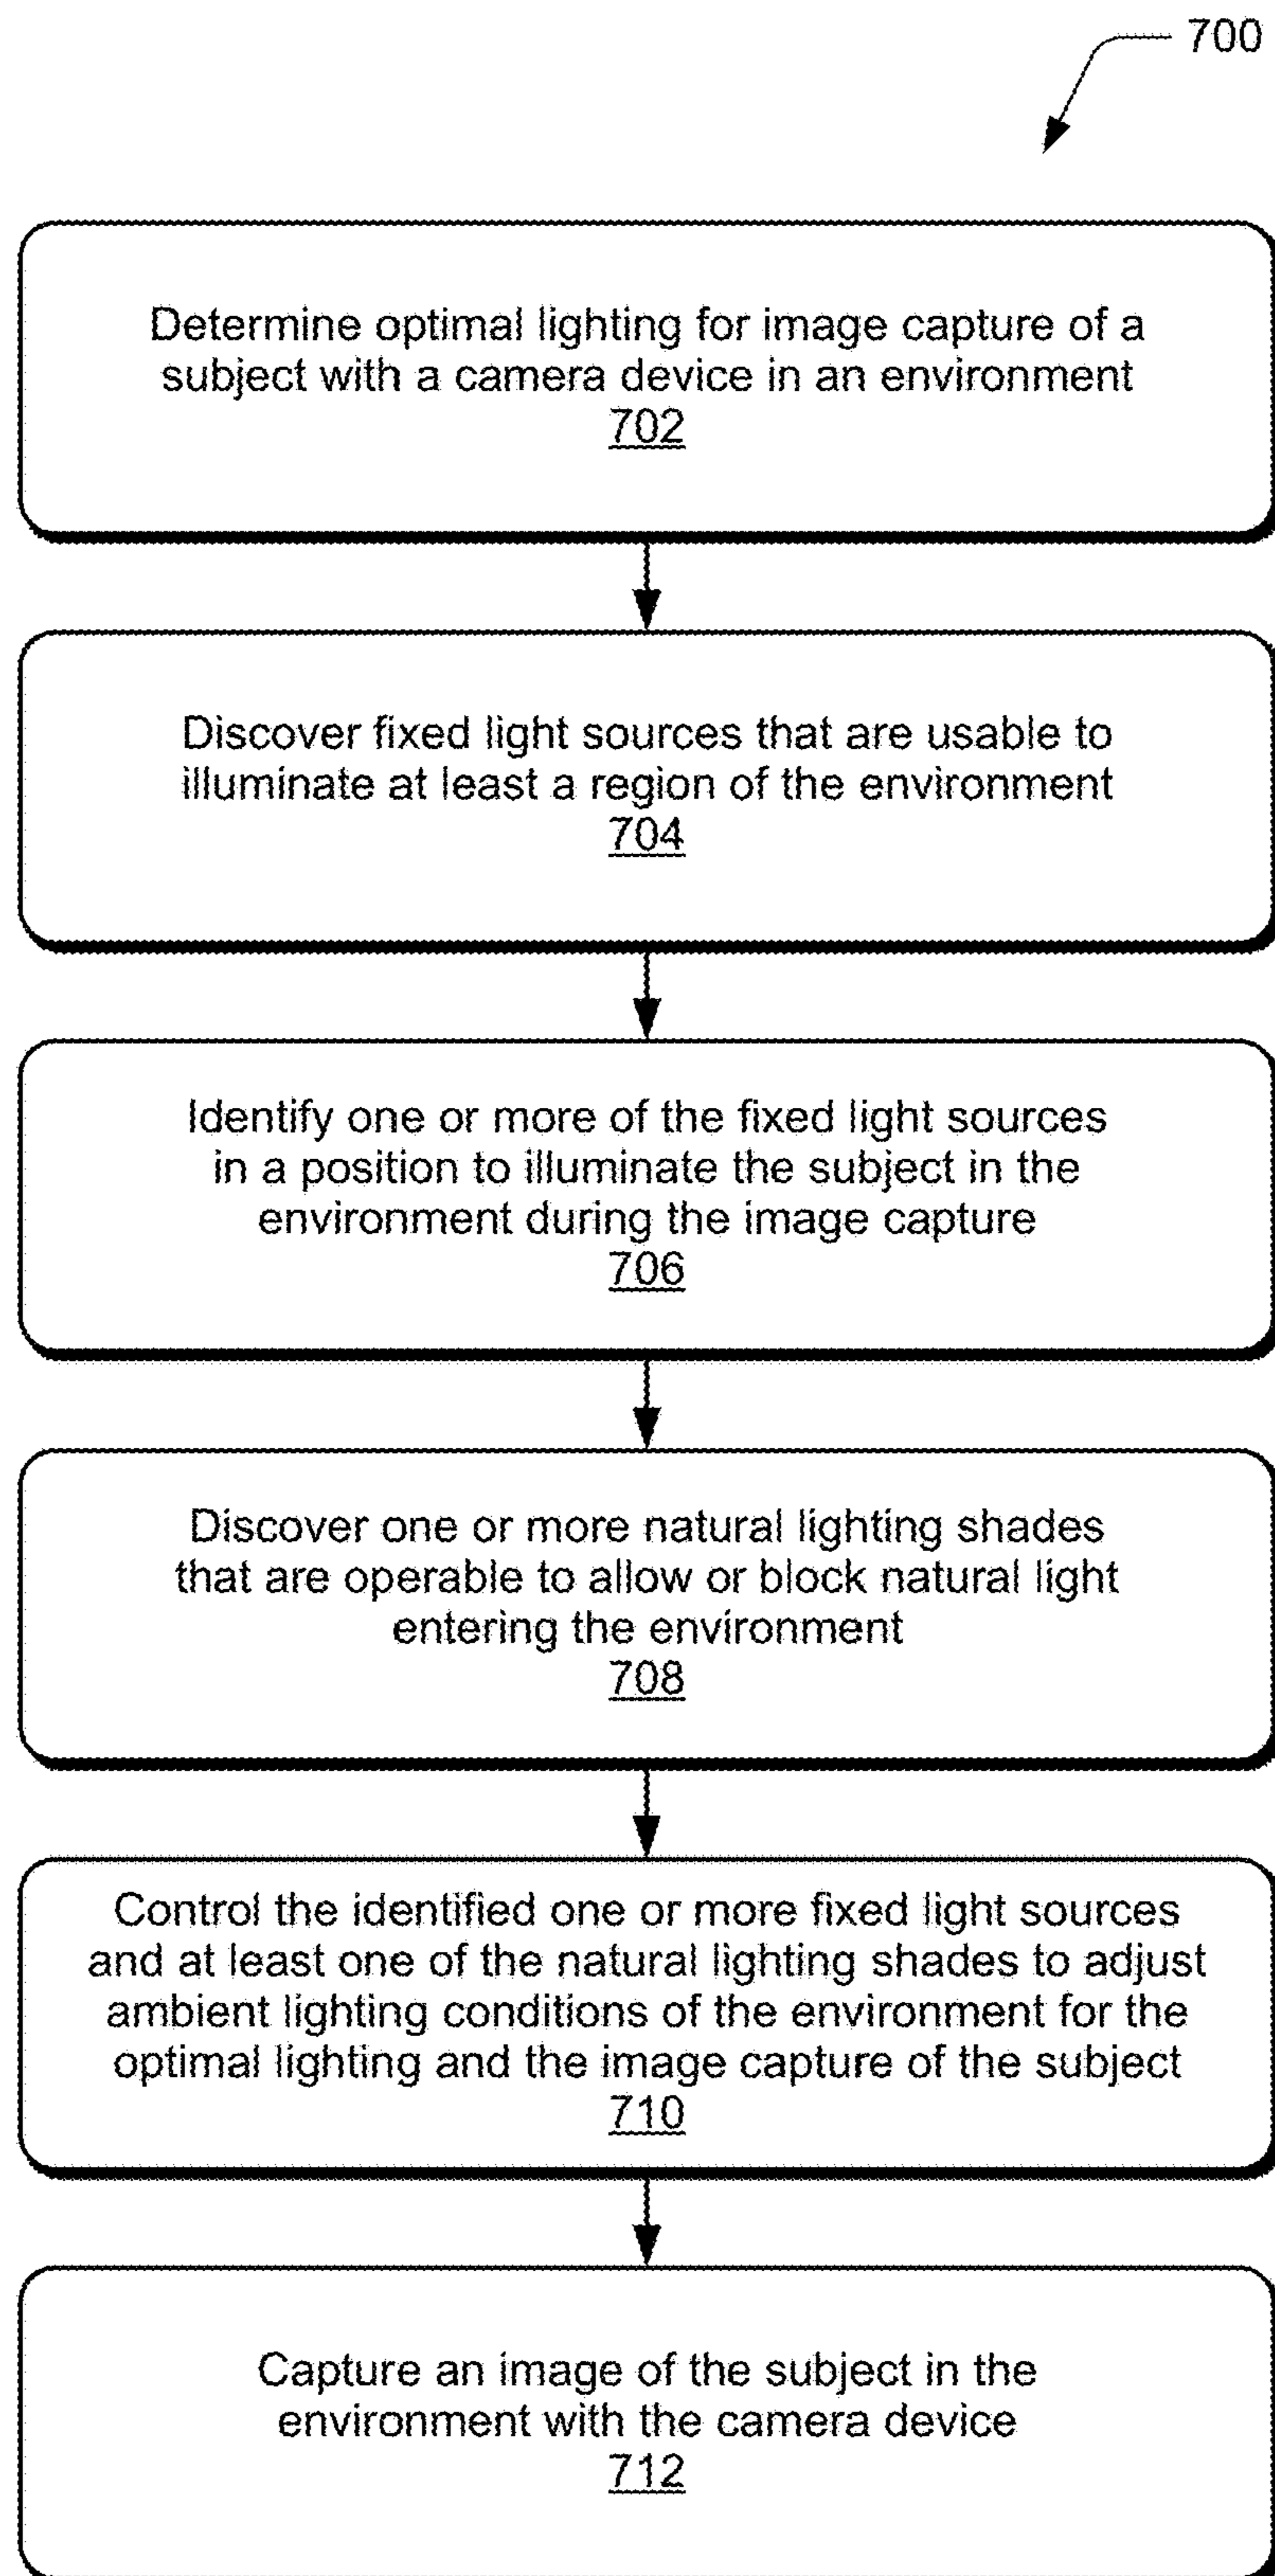 700
Determine optimal lighting for image capture of a
subject with a camera device in an environment
702
Discover fixed light sources that are usable to
illuminate at least a region of the environment
704
Identify one or more of the fixed light sources
in a position to illuminate the subject in the
environment during the image capture
706
Discover one or more natural lighting shades
that are operable to allow or block natural light
entering the environment
708
Control the identified one or more fixed light sources
and at least one of the natural lighting shades to adjust
ambient lighting conditions of the environment for the
optimal lighting and the image capture of the subject
710
Capture an image of the subject in the
environment with the camera device
712